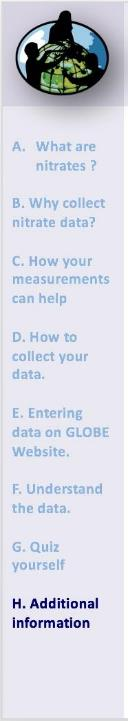 A. What are
nitrates ?
B. Why collect
nitrate data?
C. How your
measurements
can help
D. How to
collect your
data.
E. Entering
data on GLOBE
Website.
F. Understand
the data.
G. Quiz
yourself
H. Additional
information